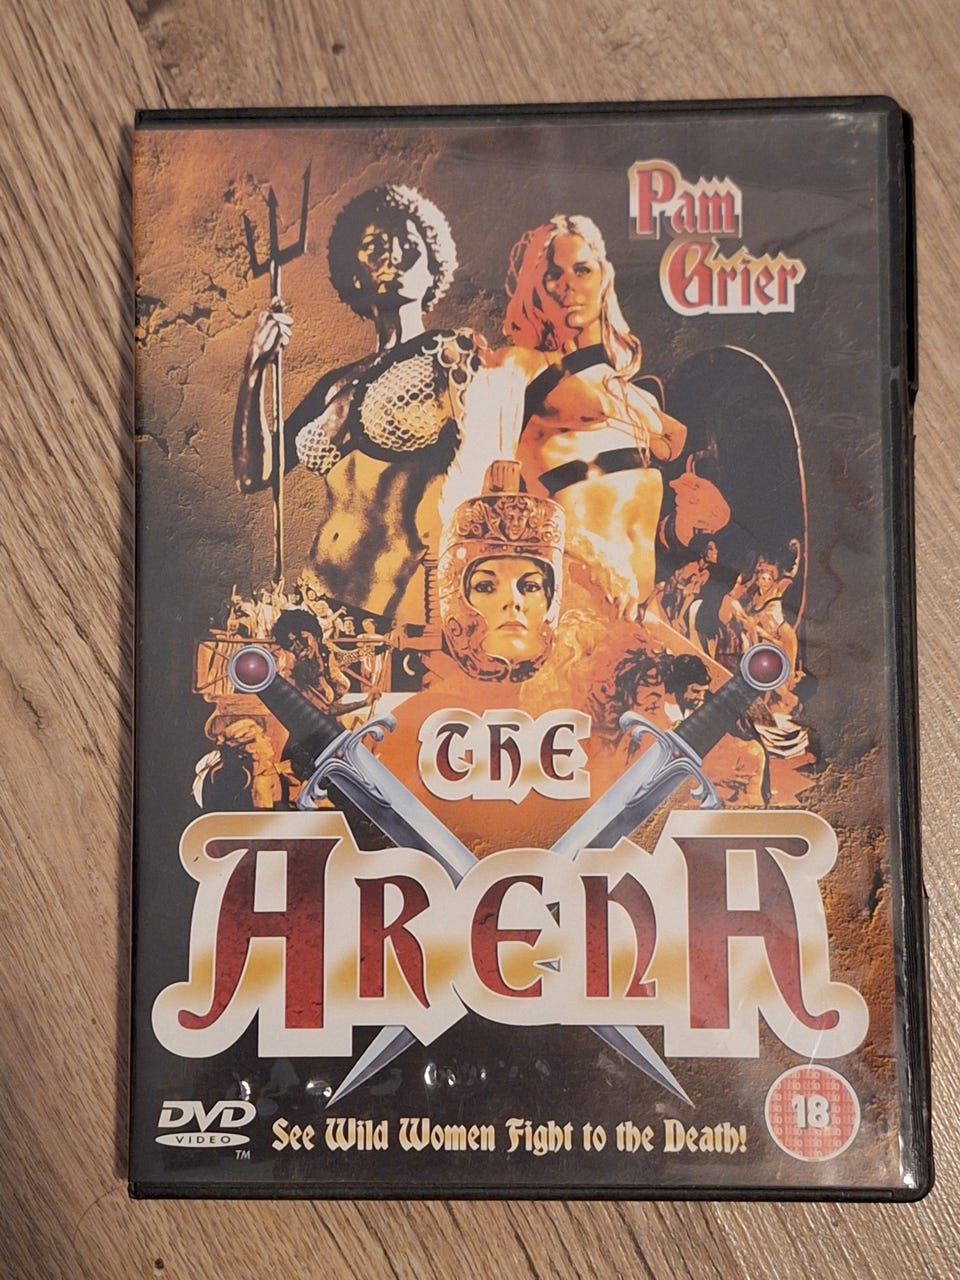 Pam
Grier
THE
ARENA
DVD
VIDEO
TM
See Wild Women Fight to the Death!
18